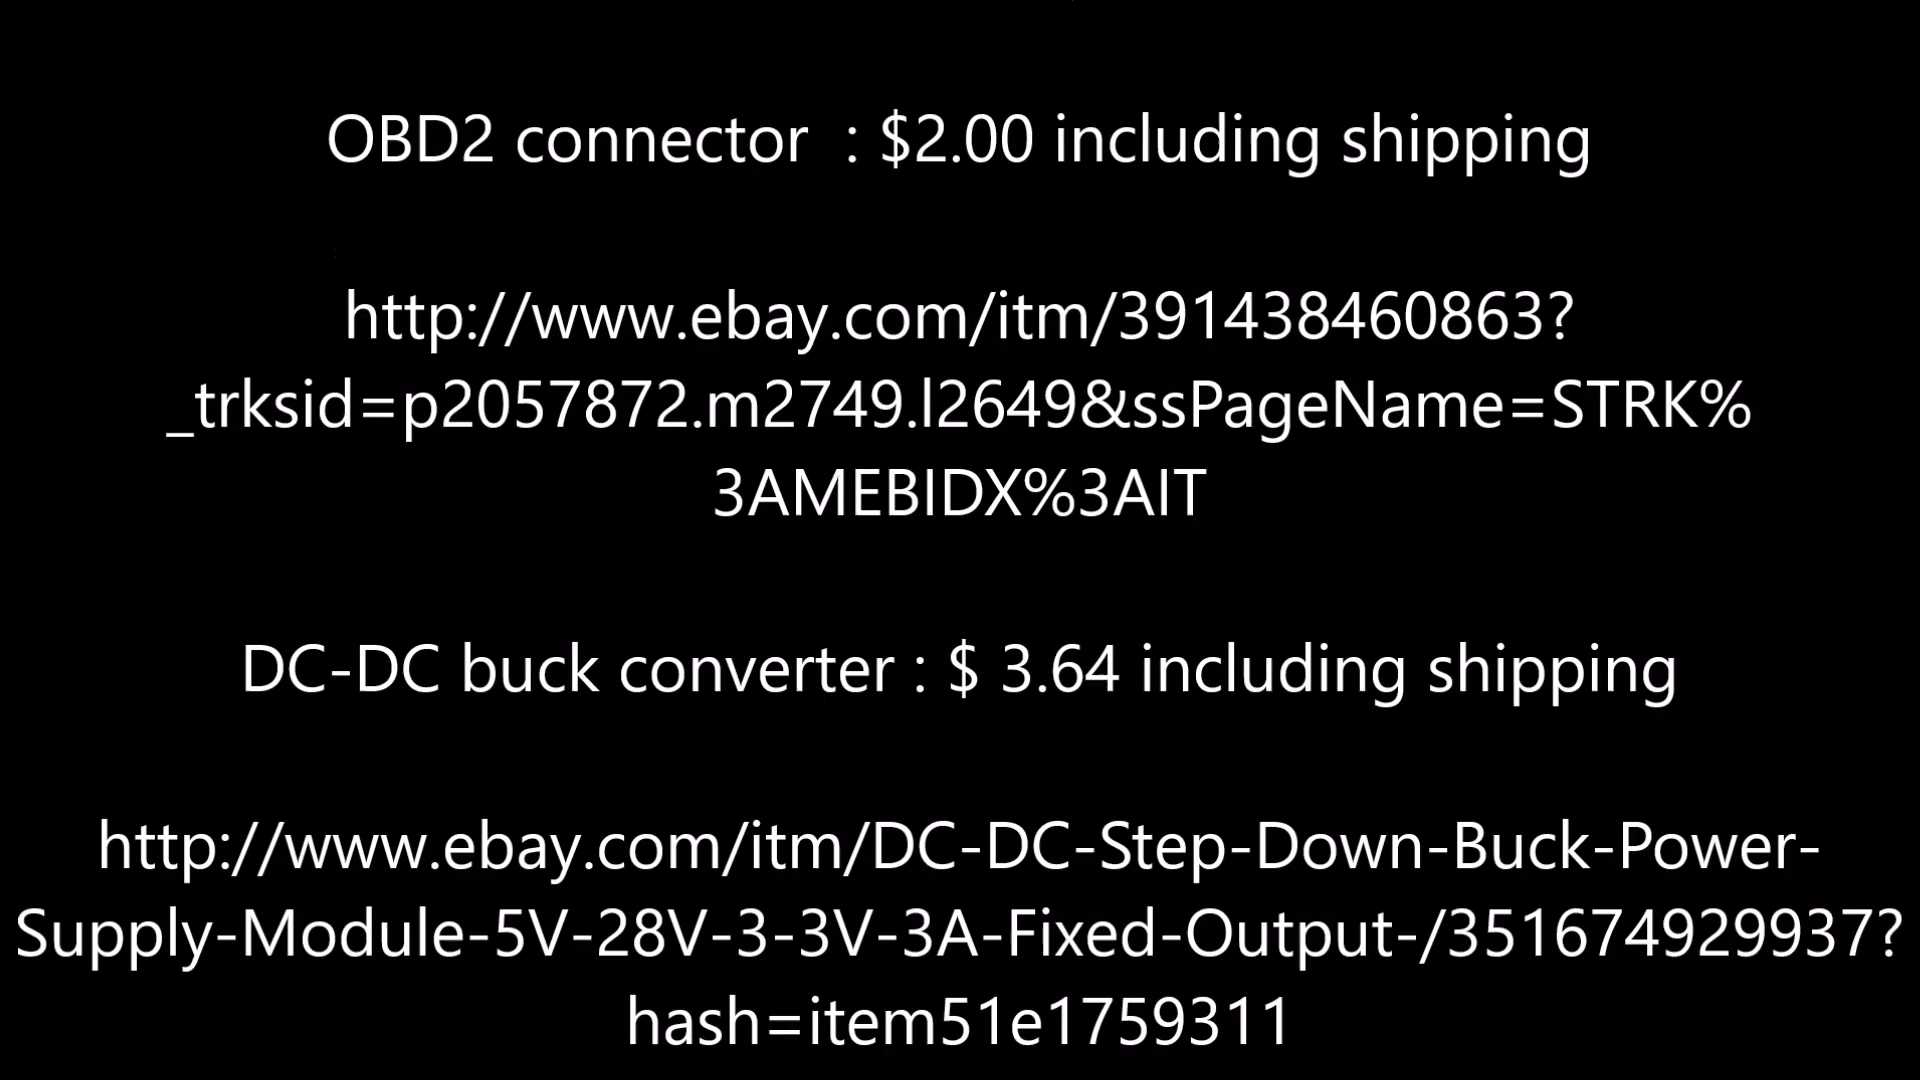 OBD2 connector  : $2.00 including shipping
http://www.ebay.com/itm/391438460863?
_trksid=p2057872.m2749.l2649&ssPageName=STRK%
3AMEBIDX%3AIT
DC-DC buck converter : $ 3.64 including shipping
http://www.ebay.com/itm/DC-DC-Step-Down-Buck-Power-
Supply-Module-5V-28V-3-3V-3A-Fixed-Output-/351674929937?
hash=item51e1759311